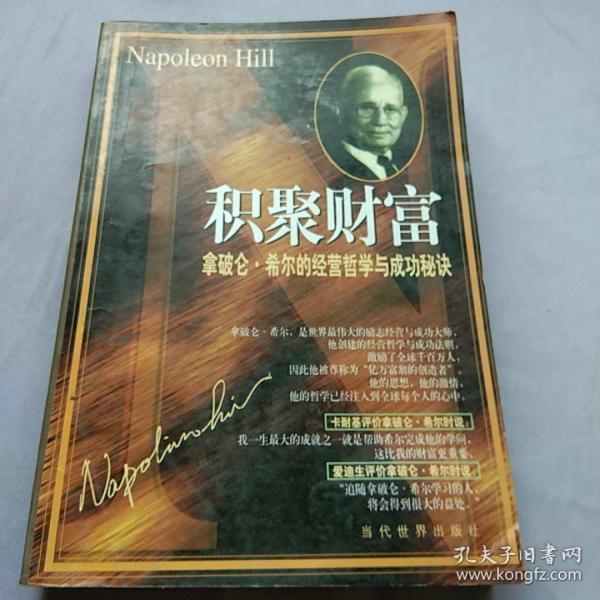 Napoleon Hill
积聚财富
拿破仑·希尔的经营哲学与成功秘诀
拿破仑·希尔，是世界最伟大的励志经营与成功大师，
他创建的经营哲学与成功法则，
激励了全球千百万人，
因此他被尊称为“亿万富翁的创造者”。
他的思想，他的激情，
他的哲学已经注入到全球每个人的心中。
卡耐基评价拿破仑·希尔时说：
我一生最大的成就之一就是帮助希尔完成他的学问，
这比我的财富更重要。
爱迪生评价拿破仑·希尔时说：
“追随拿破仑·希尔学习的人，
将会得到很大的益处。”
当代世界出版社
孔夫子旧书网
www.kongfz.com